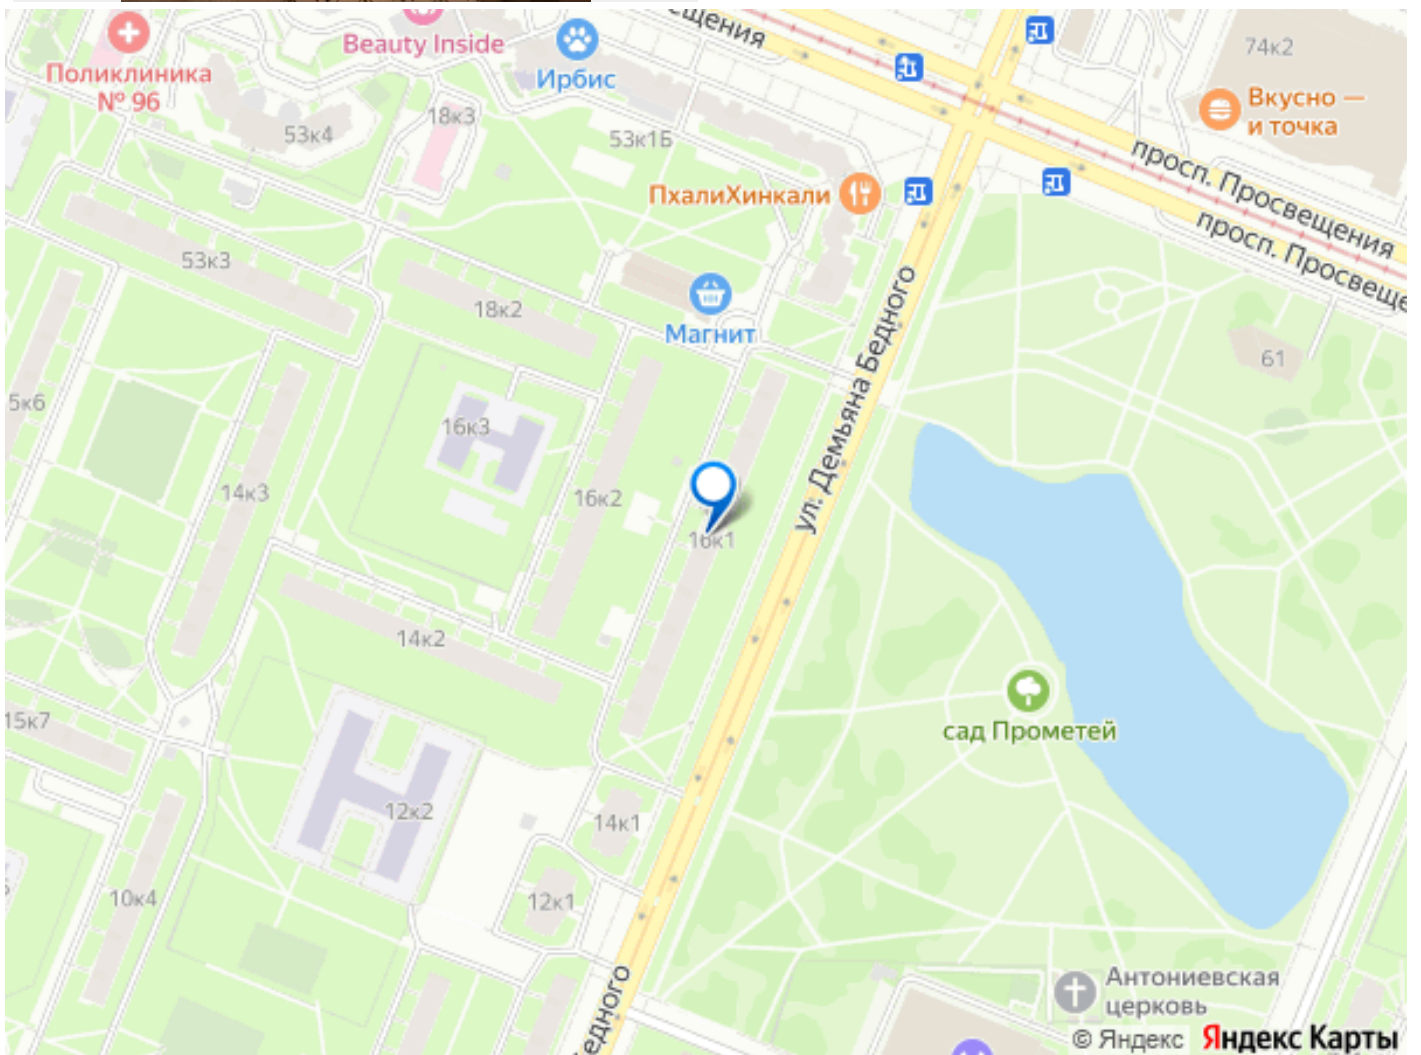 щения
Beauty Inside
Поликлиника
№ 96
Ирбис
74к2
Вкусно —
и точка
53к4
18к3
53к1Б
просп. Просвещения
ПхалиХинкали
просп. Просвеще
53к3
18к2
Магнит
ул. Демьяна Бедного
61
5к6
16к3
14к3
16к2
16к1
14к2
сад Прометей
15к7
12к2
14к1
10к4
12к1
Бедного
Антониевская
церковь
© Яндекс Яндекс Карты